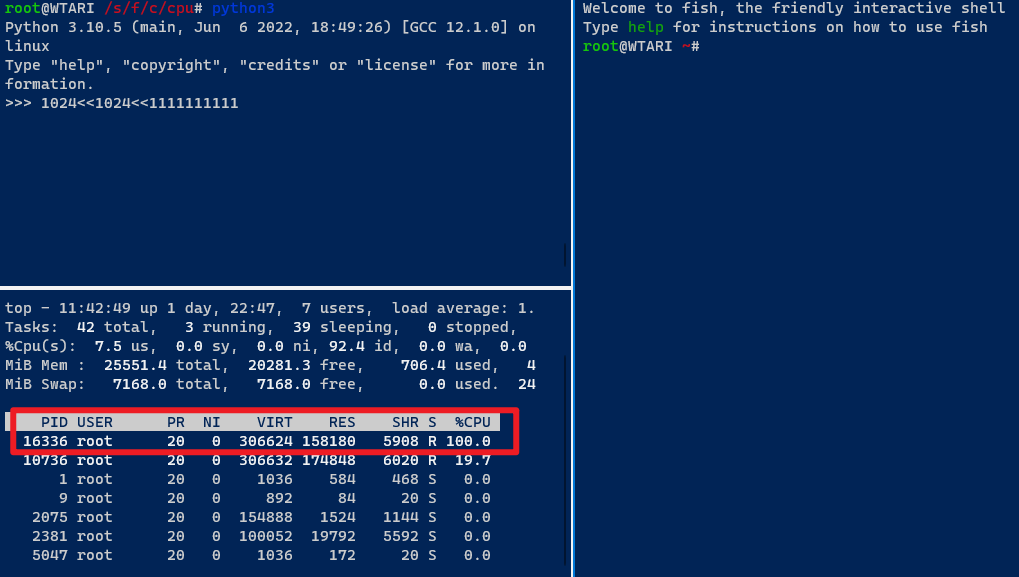 root@WTARI /s/f/c/cpu# python3
Python 3.10.5 (main, Jun  6 2022, 18:49:26) [GCC 12.1.0] on
linux
Type "help", "copyright", "credits" or "license" for more in
formation.
>>> 1024<<1024<<1111111111
top - 11:42:49 up 1 day, 22:47,  7 users,  load average: 1.
Tasks:  42 total,   3 running,  39 sleeping,   0 stopped,
%Cpu(s):  7.5 us,  0.0 sy,  0.0 ni, 92.4 id,  0.0 wa,  0.0
MiB Mem :  25551.4 total,  20281.3 free,    706.4 used,   4
MiB Swap:   7168.0 total,   7168.0 free,      0.0 used.  24
PID USER      PR  NI    VIRT    RES    SHR S  %CPU
16336 root      20   0  306624 158180   5908 R 100.0
10736 root      20   0  306632 174848   6020 R  19.7
1 root      20   0    1036    584    468 S   0.0
9 root      20   0     892     84     20 S   0.0
2075 root      20   0  154888   1524   1144 S   0.0
2381 root      20   0  100052  19792   5592 S   0.0
5047 root      20   0    1036    172     20 S   0.0
Welcome to fish, the friendly interactive shell
Type help for instructions on how to use fish
root@WTARI ~#